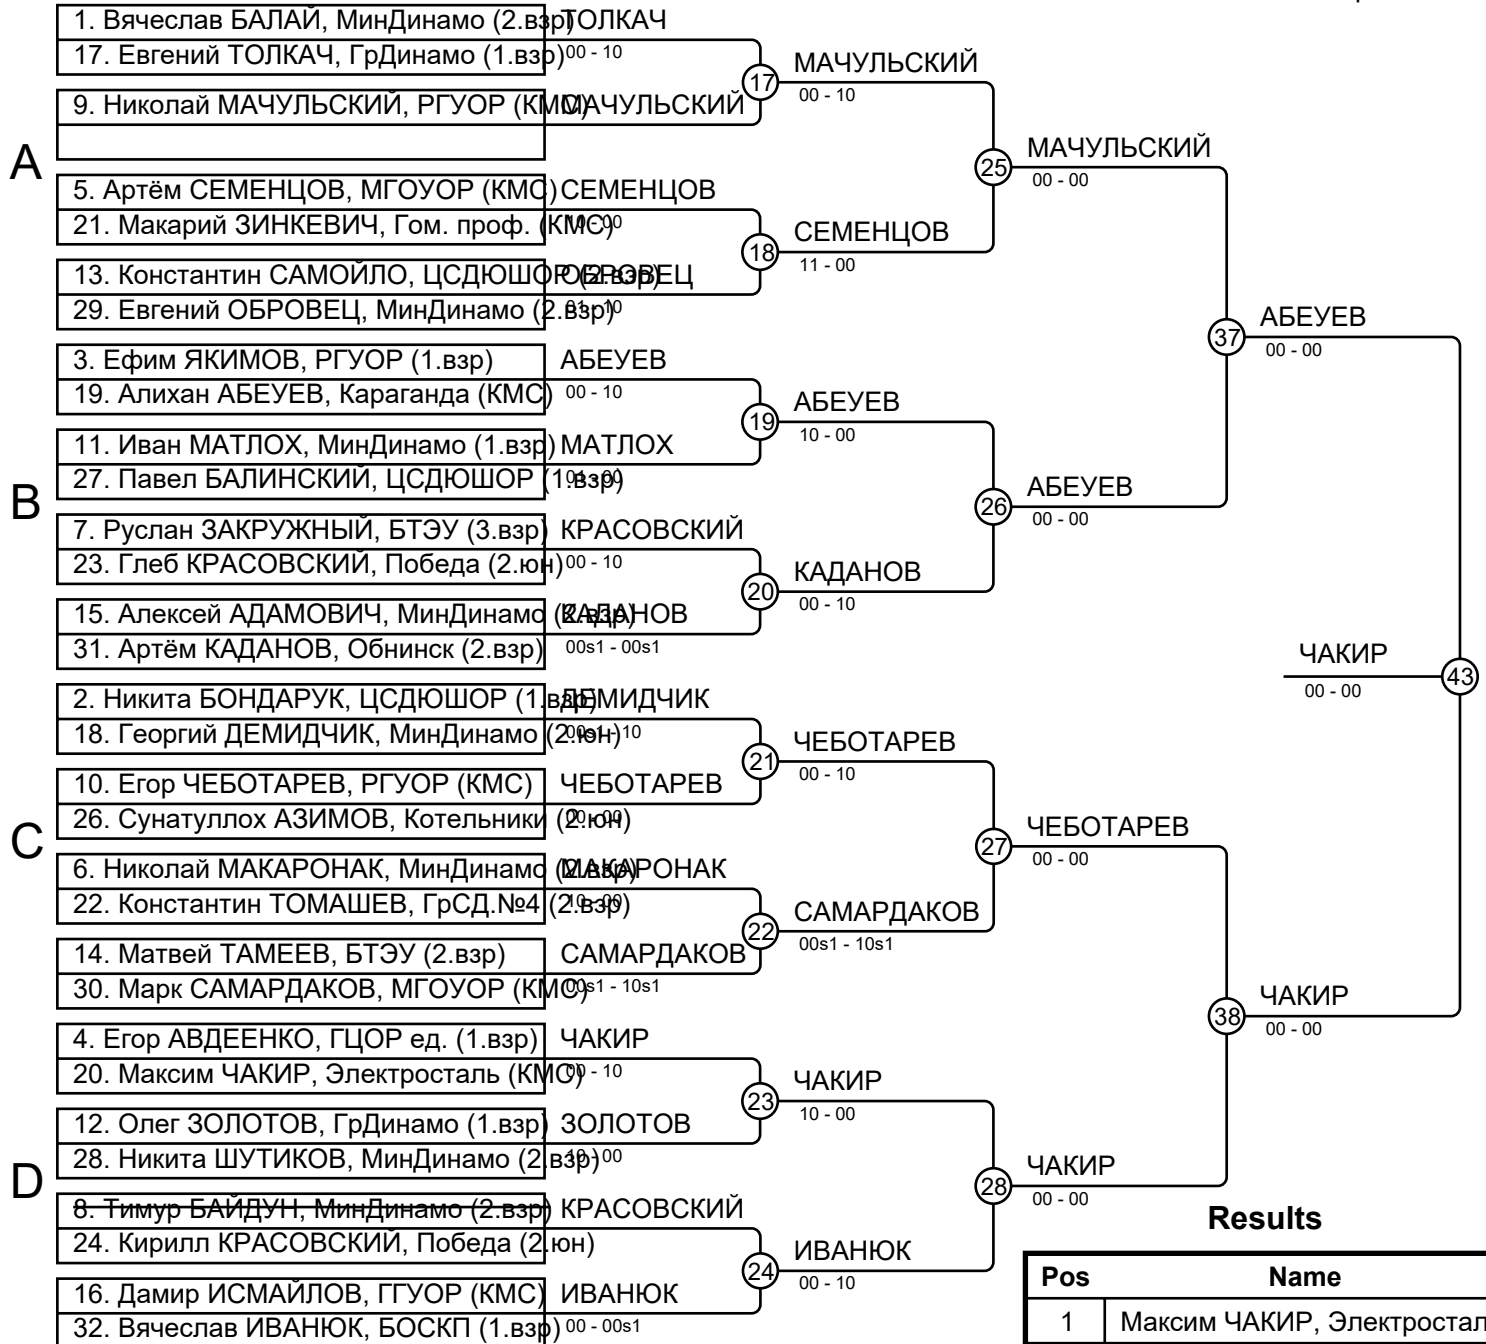 1. Вячеслав БАЛАЙ, МинДинамо (2.взр)
ТОЛКАЧ
17. Евгений ТОЛКАЧ, ГрДинамо (1.взр)
00 - 10
9. Николай МАЧУЛЬСКИЙ, РГУОР (КМС)
МАЧУЛЬСКИЙ
17
МАЧУЛЬСКИЙ
00 - 10
A
5. Артём СЕМЕНЦОВ, МГОУОР (КМС)
СЕМЕНЦОВ
21. Макарий ЗИНКЕВИЧ, Гом. проф. (КМС)
10 - 00
13. Константин САМОЙЛО, ЦСДЮШОР (2.взр)
ОБРОВЕЦ
29. Евгений ОБРОВЕЦ, МинДинамо (2.взр)
01 - 10
18
СЕМЕНЦОВ
11 - 00
25
МАЧУЛЬСКИЙ
00 - 00
3. Ефим ЯКИМОВ, РГУОР (1.взр)
АБЕУЕВ
19. Алихан АБЕУЕВ, Караганда (КМС)
00 - 10
11. Иван МАТЛОХ, МинДинамо (1.взр)
МАТЛОХ
27. Павел БАЛИНСКИЙ, ЦСДЮШОР (1.взр)
19
АБЕУЕВ
10 - 00
B
7. Руслан ЗАКРУЖНЫЙ, БТЭУ (3.взр)
КРАСОВСКИЙ
23. Глеб КРАСОВСКИЙ, Победа (2.юн)
00 - 10
15. Алексей АДАМОВИЧ, МинДинамо (2.взр)
КАДАНОВ
31. Артём КАДАНОВ, Обнинск (2.взр)
00s1 - 00s1
20
КАДАНОВ
00 - 10
26
АБЕУЕВ
00 - 00
37
АБЕУЕВ
00 - 00
2. Никита БОНДАРУК, ЦСДЮШОР (1.взр)
ДЕМИДЧИК
18. Георгий ДЕМИДЧИК, МинДинамо (2.юн)
00s1 - 10
10. Егор ЧЕБОТАРЕВ, РГУОР (КМС)
ЧЕБОТАРЕВ
26. Сунатуллох АЗИМОВ, Котельники (2.юн)
21
ЧЕБОТАРЕВ
00 - 10
C
6. Николай МАКАРОНАК, МинДинамо (2.взр)
МАКАРОНАК
22. Константин ТОМАШЕВ, ГрСД.№4 (2.взр)
10 - 00
14. Матвей ТАМЕЕВ, БТЭУ (2.взр)
САМАРДАКОВ
30. Марк САМАРДАКОВ, МГОУОР (КМС)
00s1 - 10s1
22
САМАРДАКОВ
00s1 - 10s1
27
ЧЕБОТАРЕВ
00 - 00
4. Егор АВДЕЕНКО, ГЦОР ед. (1.взр)
ЧАКИР
20. Максим ЧАКИР, Электросталь (КМС)
00 - 10
12. Олег ЗОЛОТОВ, ГрДинамо (1.взр)
ЗОЛОТОВ
28. Никита ШУТИКОВ, МинДинамо (2.взр)
10 - 00
23
ЧАКИР
10 - 00
D
8. Тимур БАЙДУН, МинДинамо (2.взр)
КРАСОВСКИЙ
24. Кирилл КРАСОВСКИЙ, Победа (2.юн)
16. Дамир ИСМАЙЛОВ, ГГУОР (КМС)
ИВАНЮК
32. Вячеслав ИВАНЮК, БОСКП (1.взр)
00 - 00s1
24
ИВАНЮК
00 - 10
28
ЧАКИР
00 - 00
38
ЧАКИР
00 - 00
43
ЧАКИР
00 - 00
Results
Pos Name
1 Максим ЧАКИР, Электростал